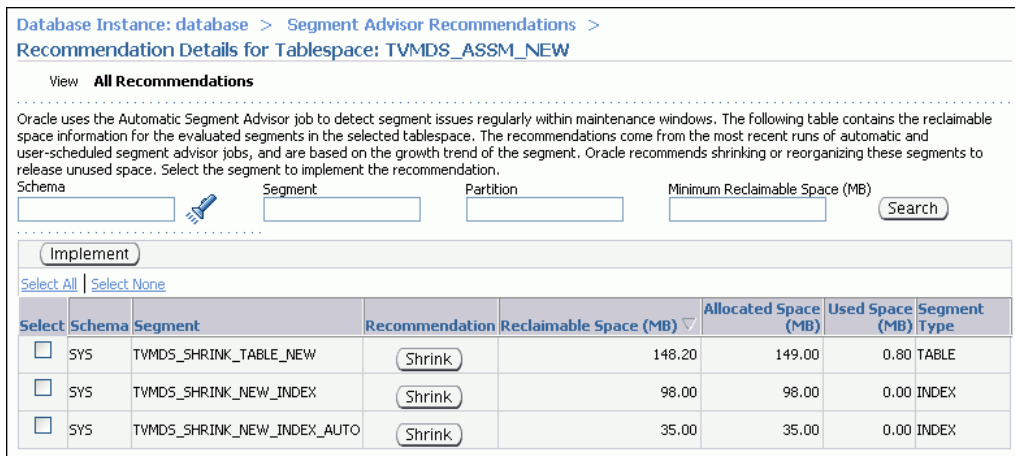 Database Instance: database > Segment Advisor Recommendations >
Recommendation Details for Tablespace: TVMDS_ASSM_NEW
View All Recommendations
Oracle uses the Automatic Segment Advisor job to detect segment issues regularly within maintenance windows. The following table contains the reclaimable
space information for the evaluated segments in the selected tablespace. The recommendations come from the most recent runs of automatic and
user-scheduled segment advisor jobs, and are based on the growth trend of the segment. Oracle recommends shrinking or reorganizing these segments to
release unused space. Select the segment to implement the recommendation.
Schema Segment Partition Minimum Reclaimable Space (MB)
Search
Implement
Select All | Select None
Select Schema Segment Recommendation Reclaimable Space (MB) Allocated Space (MB) Used Space (MB) Segment Type
SYS TVMDS_SHRINK_TABLE_NEW Shrink 148.20 149.00 0.80 TABLE
SYS TVMDS_SHRINK_NEW_INDEX Shrink 98.00 98.00 0.00 INDEX
SYS TVMDS_SHRINK_NEW_INDEX_AUTO Shrink 35.00 35.00 0.00 INDEX